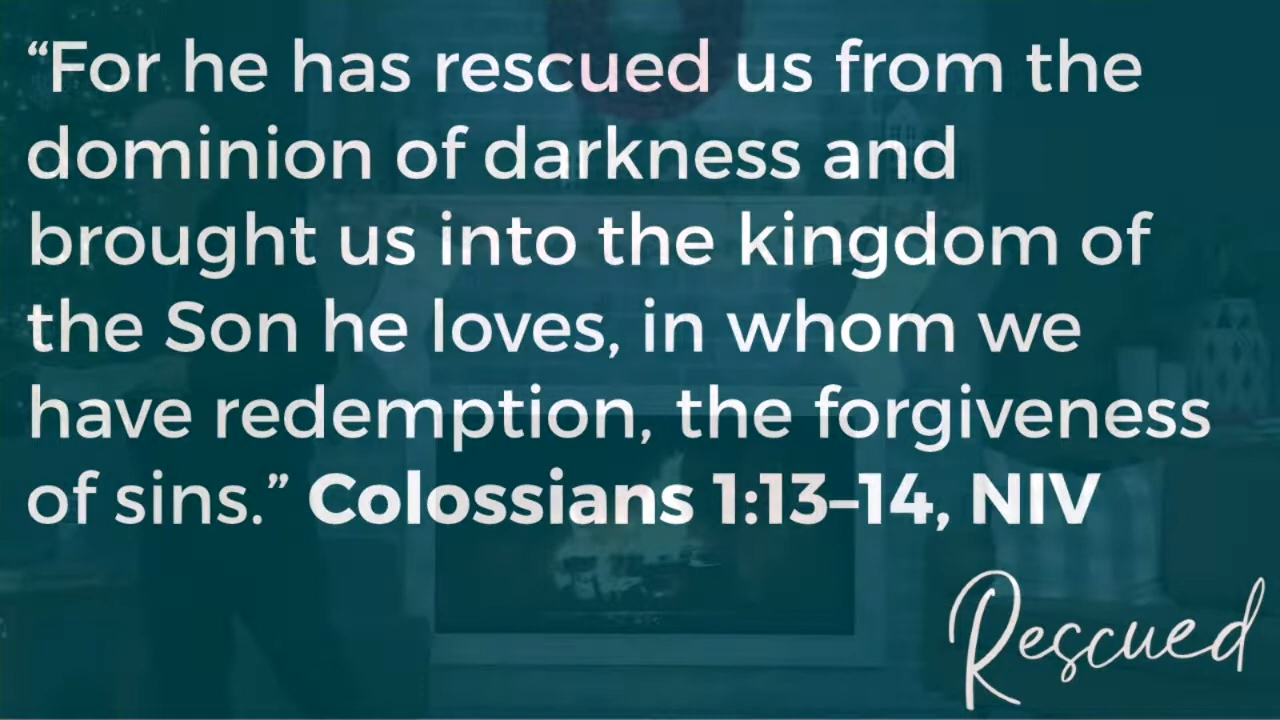 “For he has rescued us from the
dominion of darkness and
brought us into the kingdom of
the Son he loves, in whom we
have redemption, the forgiveness
of sins.” Colossians 1:13–14, NIV
Rescued